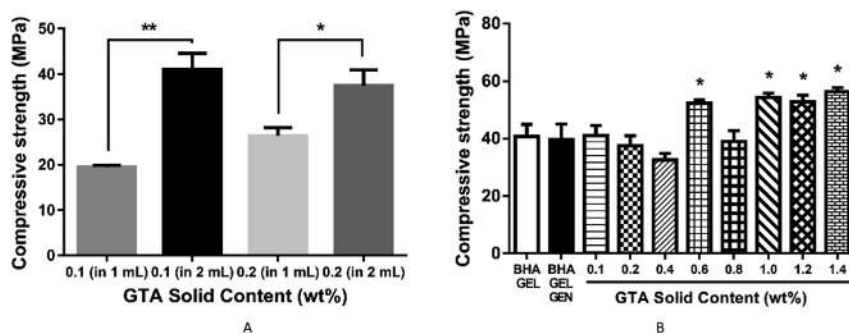 Compressive strength (MPa)
50
40
30
20
10
0
**
*
0.1 (in 1 mL) 0.1 (in 2 mL) 0.2 (in 1 mL) 0.2 (in 2 mL)
GTA Solid Content (wt%)
A
Compressive strength (MPa)
80
60
40
20
0
* * * *
BHA GEL
BHA GEL GEN
0.1 0.2 0.4 0.6 0.8 1.0 1.2 1.4
GTA Solid Content (wt%)
B